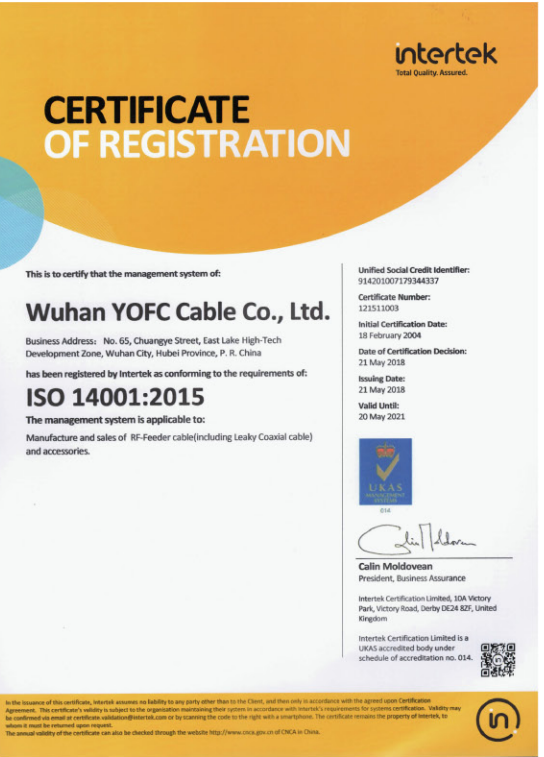 intertek
Total Quality. Assured.
CERTIFICATE
OF REGISTRATION
This is to certify that the management system of:
Wuhan YOFC Cable Co., Ltd.
Business Address: No. 65, Chuangye Street, East Lake High-Tech
Development Zone, Wuhan City, Hubei Province, P. R. China
has been registered by Intertek as conforming to the requirements of:
ISO 14001:2015
The management system is applicable to:
Manufacture and sales of RF-Feeder cable(including Leaky Coaxial cable)
and accessories.
Unified Social Credit Identifier:
914201007179344337
Certificate Number:
121511003
Initial Certification Date:
18 February 2004
Date of Certification Decision:
21 May 2018
Issuing Date:
21 May 2018
Valid Until:
20 May 2021
UKAS
MANAGEMENT
SYSTEMS
014
Calin Moldovean
Calin Moldovean
President, Business Assurance
Intertek Certification Limited, 10A Victory
Park, Victory Road, Derby DE24 8ZF, United
Kingdom
Intertek Certification Limited is a
UKAS accredited body under
schedule of accreditation no. 014.
In the issuance of this certificate, Intertek assumes no liability to any party other than to the Client, and then only in accordance with the agreed upon Certification
Agreement. This certificate's validity is subject to the organisation maintaining their system in accordance with Intertek's requirements for systems certification. Validity may
be confirmed via email at certificate.validation@intertek.com or by scanning the code to the right with a smartphone. The certificate remains the property of Intertek, to
whom it must be returned upon request.
The annual validity of the certificate can also be checked through the website http://www.cnca.gov.cn of CNCA in China.
in